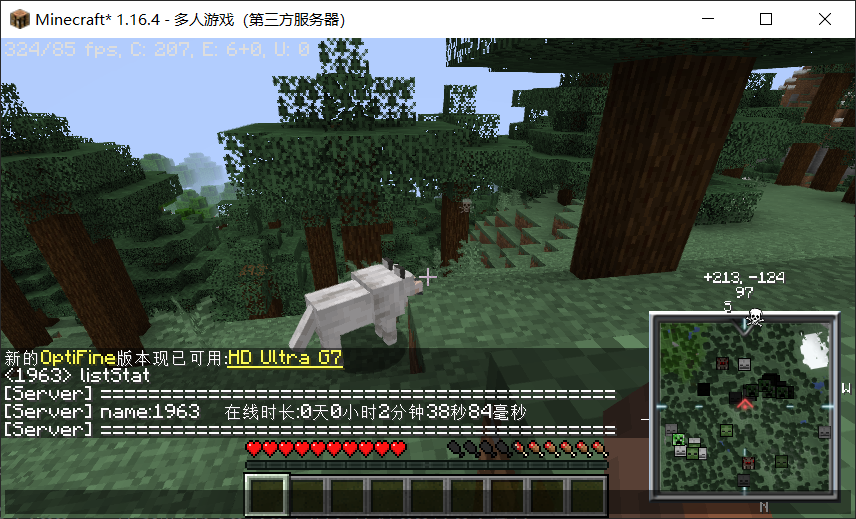 Minecraft* 1.16.4 - 多人游戏（第三方服务器）
324/85 fps, C: 207, E: 6+0, U: 0
+213, -124
97
S
W
新的OptiFine版本现已可用:HD Ultra G7
<1963> listStat
[Server] ==========================================
[Server] name:1963 在线时长:0天0小时2分钟38秒84毫秒
[Server] ==========================================
N